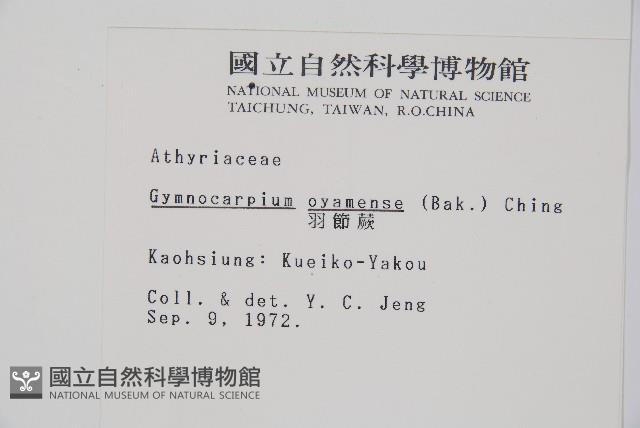 國立自然科學博物館
NATIONAL MUSEUM OF NATURAL SCIENCE
TAICHUNG, TAIWAN, R.O.CHINA
Athyriaceae
Gymnocarpium oyamense (Bak.) Ching
羽節蕨
Kaohsiung: Kueiko-Yakou
Coll. & det. Y. C. Jeng
Sep. 9, 1972.
國立自然科學博物館
NATIONAL MUSEUM OF NATURAL SCIENCE